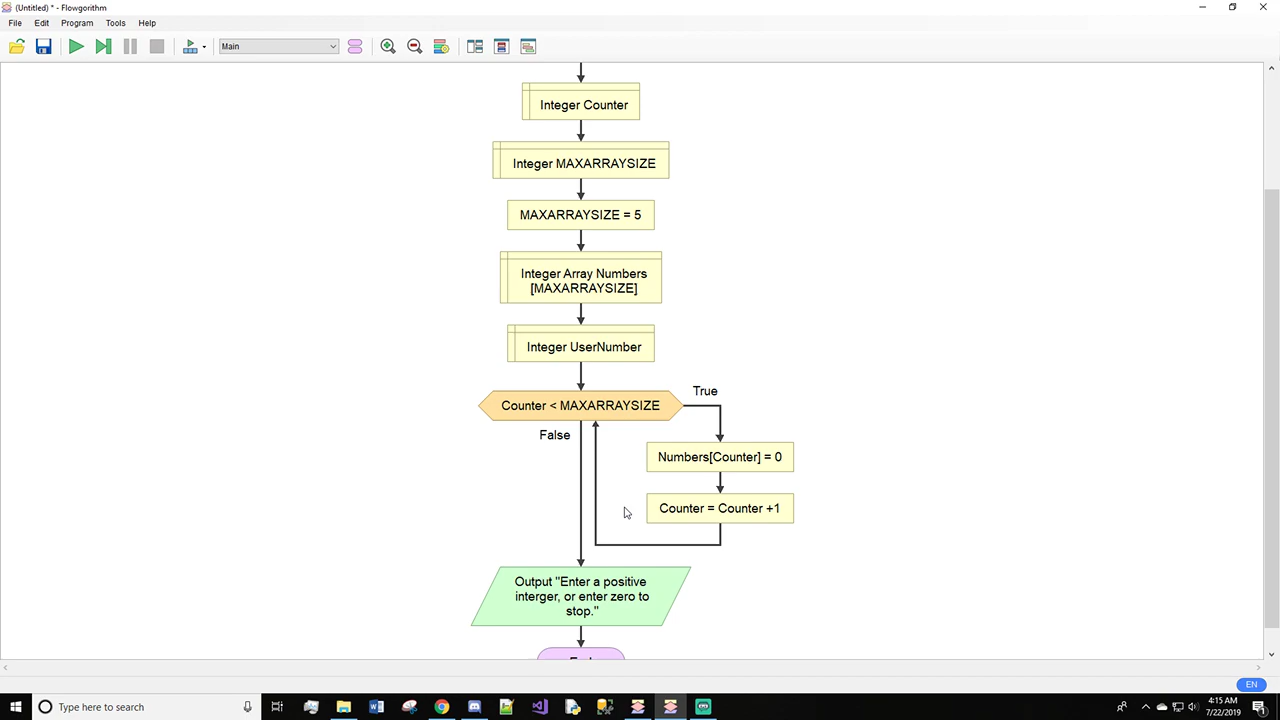 (Untitled) * - Flowgorithm
File Edit Program Tools Help
Main
Integer Counter
Integer MAXARRAYSIZE
MAXARRAYSIZE = 5
Integer Array Numbers
[MAXARRAYSIZE]
Integer UserNumber
True
Counter < MAXARRAYSIZE
False
Numbers[Counter] = 0
Counter = Counter +1
Output "Enter a positive
interger, or enter zero to
stop."
EN
Type here to search
4:15 AM
7/22/2019